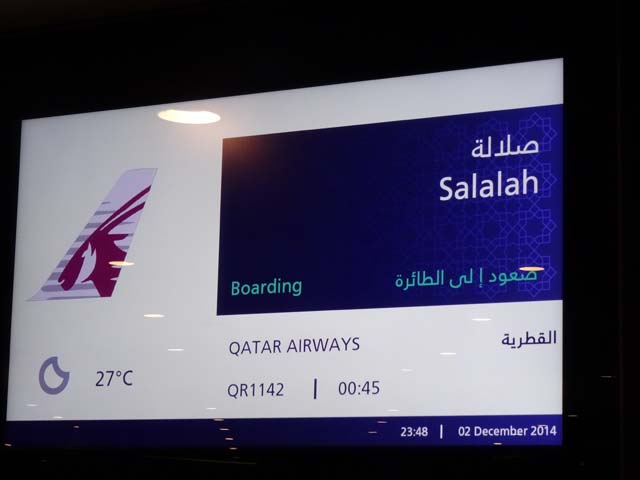 صلالة
Salalah
Boarding صعود إلى الطائرة
QATAR AIRWAYS القطرية
27°C
QR1142 | 00:45
23:48 | 02 December 2014